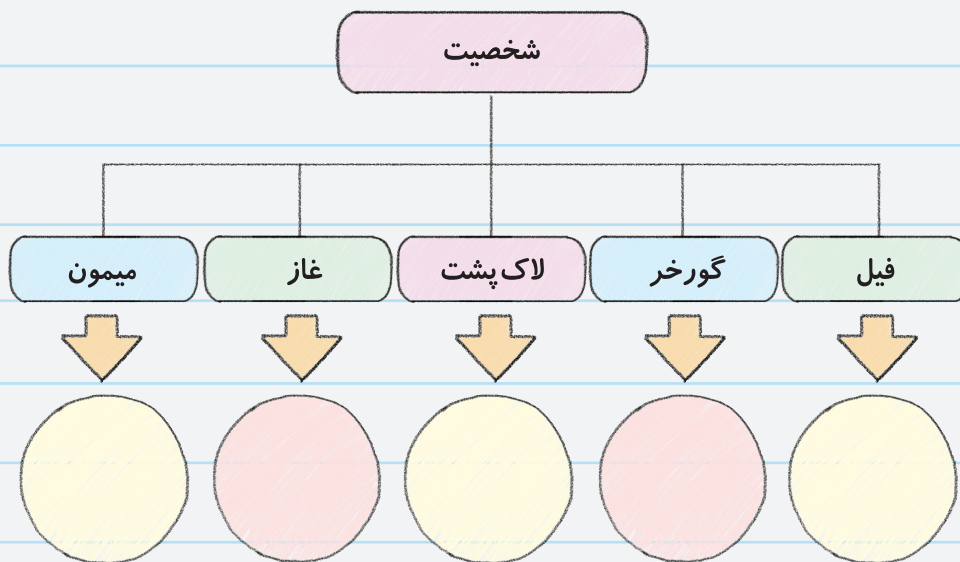 شخصیت
فیل
گورخر
لاک‌پشت
غاز
میمون